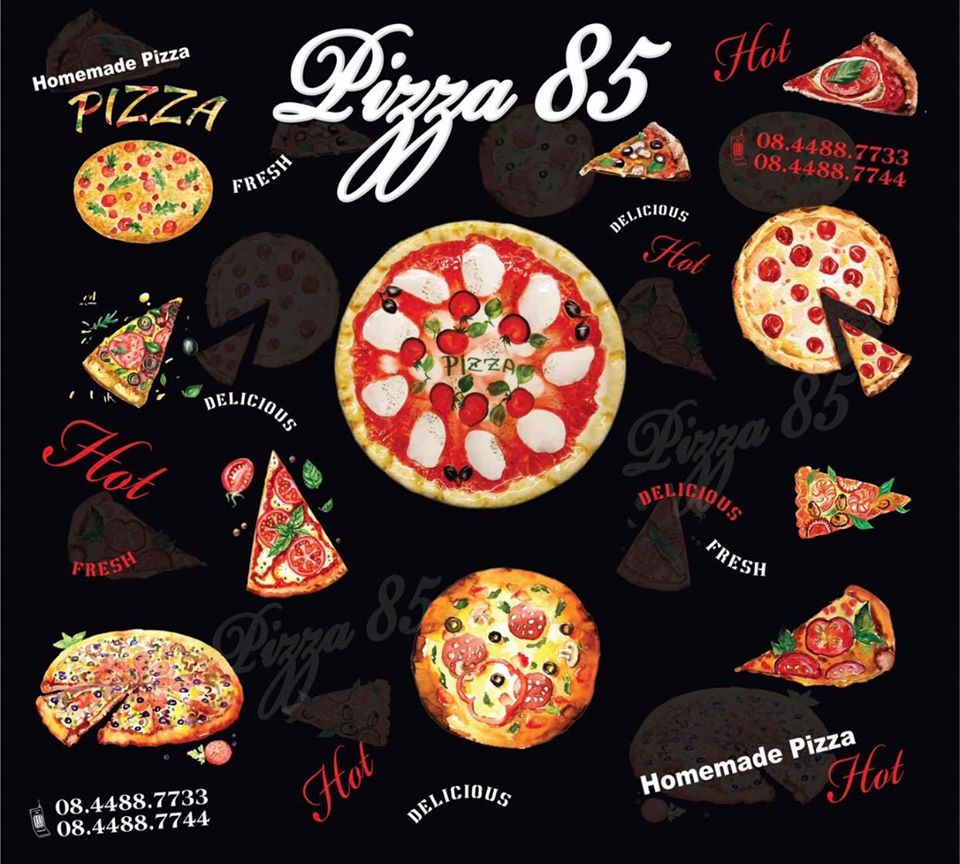 Homemade Pizza
PIZZA
Pizza 85
Hot
FRESH
08.4488.7733
08.4488.7744
DELICIOUS
Hot
PIZZA
DELICIOUS
Pizza 85
Hot
DELICIOUS
FRESH
FRESH
Pizza 85
Homemade Pizza
Hot
Hot
DELICIOUS
08.4488.7733
08.4488.7744